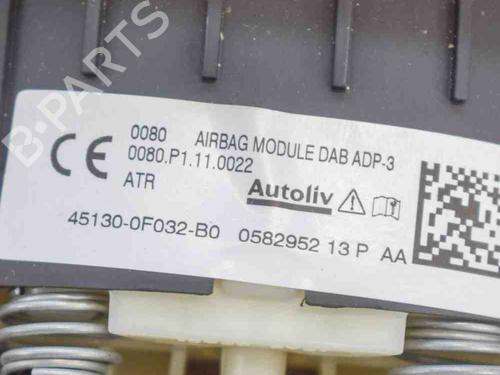 B-PARTS
CE 0080 AIRBAG MODULE DAB ADP-3
0080.P1.11.0022
ATR Autoliv
45130-0F032-B0 0582952 13 P AA